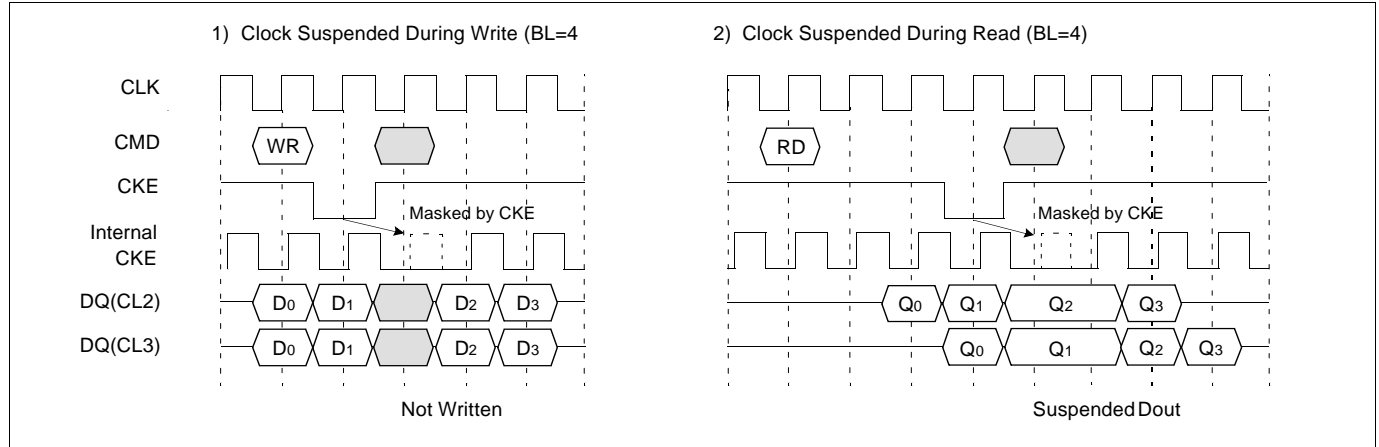 1) Clock Suspended During Write (BL=4
2) Clock Suspended During Read (BL=4)
CLK
CMD
WR
RD
CKE
Masked by CKE
Masked by CKE
Internal
CKE
DQ(CL2)
D0 D1 D2 D3
Q0 Q1 Q2 Q3
DQ(CL3)
D0 D1 D2 D3
Q0 Q1 Q2 Q3
Not Written
Suspended Dout